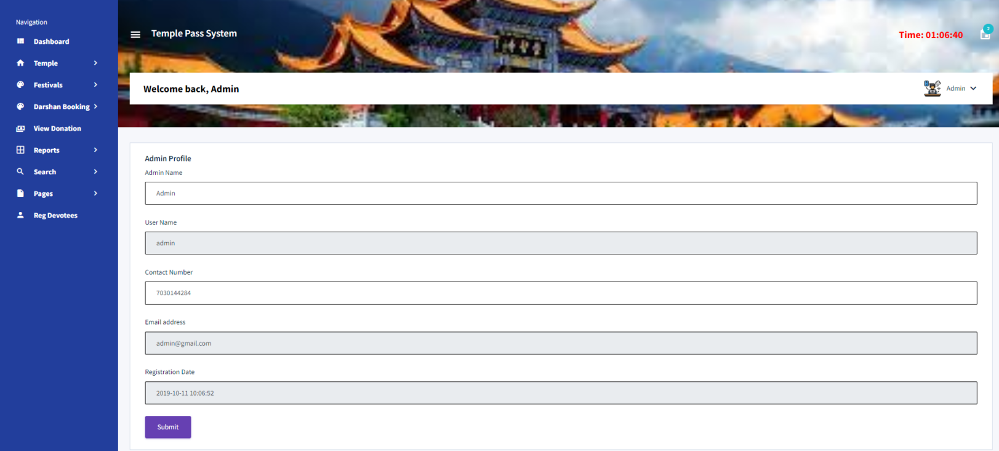 Navigation
Dashboard
Temple
Festivals
Darshan Booking
View Donation
Reports
Search
Pages
Reg Devotees
Temple Pass System
Time: 01:06:40
2
Welcome back, Admin
Admin
Admin Profile
Admin Name
Admin
User Name
admin
Contact Number
7030144284
Email address
admin@gmail.com
Registration Date
2019-10-11 10:06:52
Submit